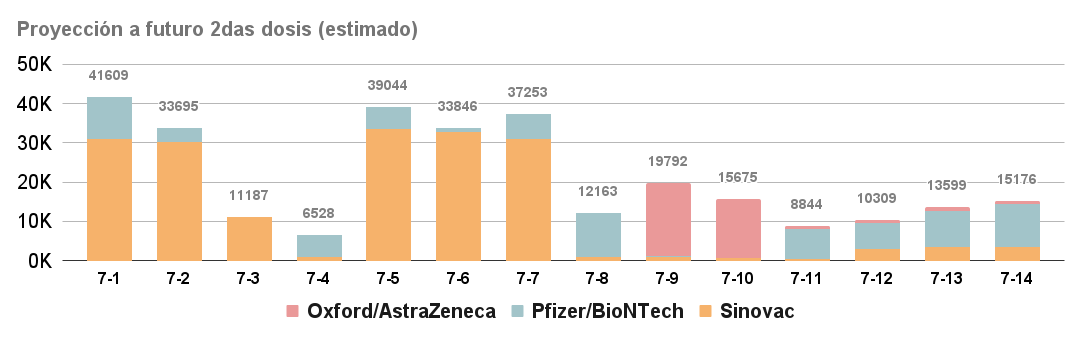 Proyección a futuro 2das dosis (estimado)
50K
40K
30K
20K
10K
0K
41609
33695
11187
6528
39044
33846
37253
12163
19792
15675
8844
10309
13599
15176
7-1 7-2 7-3 7-4 7-5 7-6 7-7 7-8 7-9 7-10 7-11 7-12 7-13 7-14
Oxford/AstraZeneca Pfizer/BioNTech Sinovac